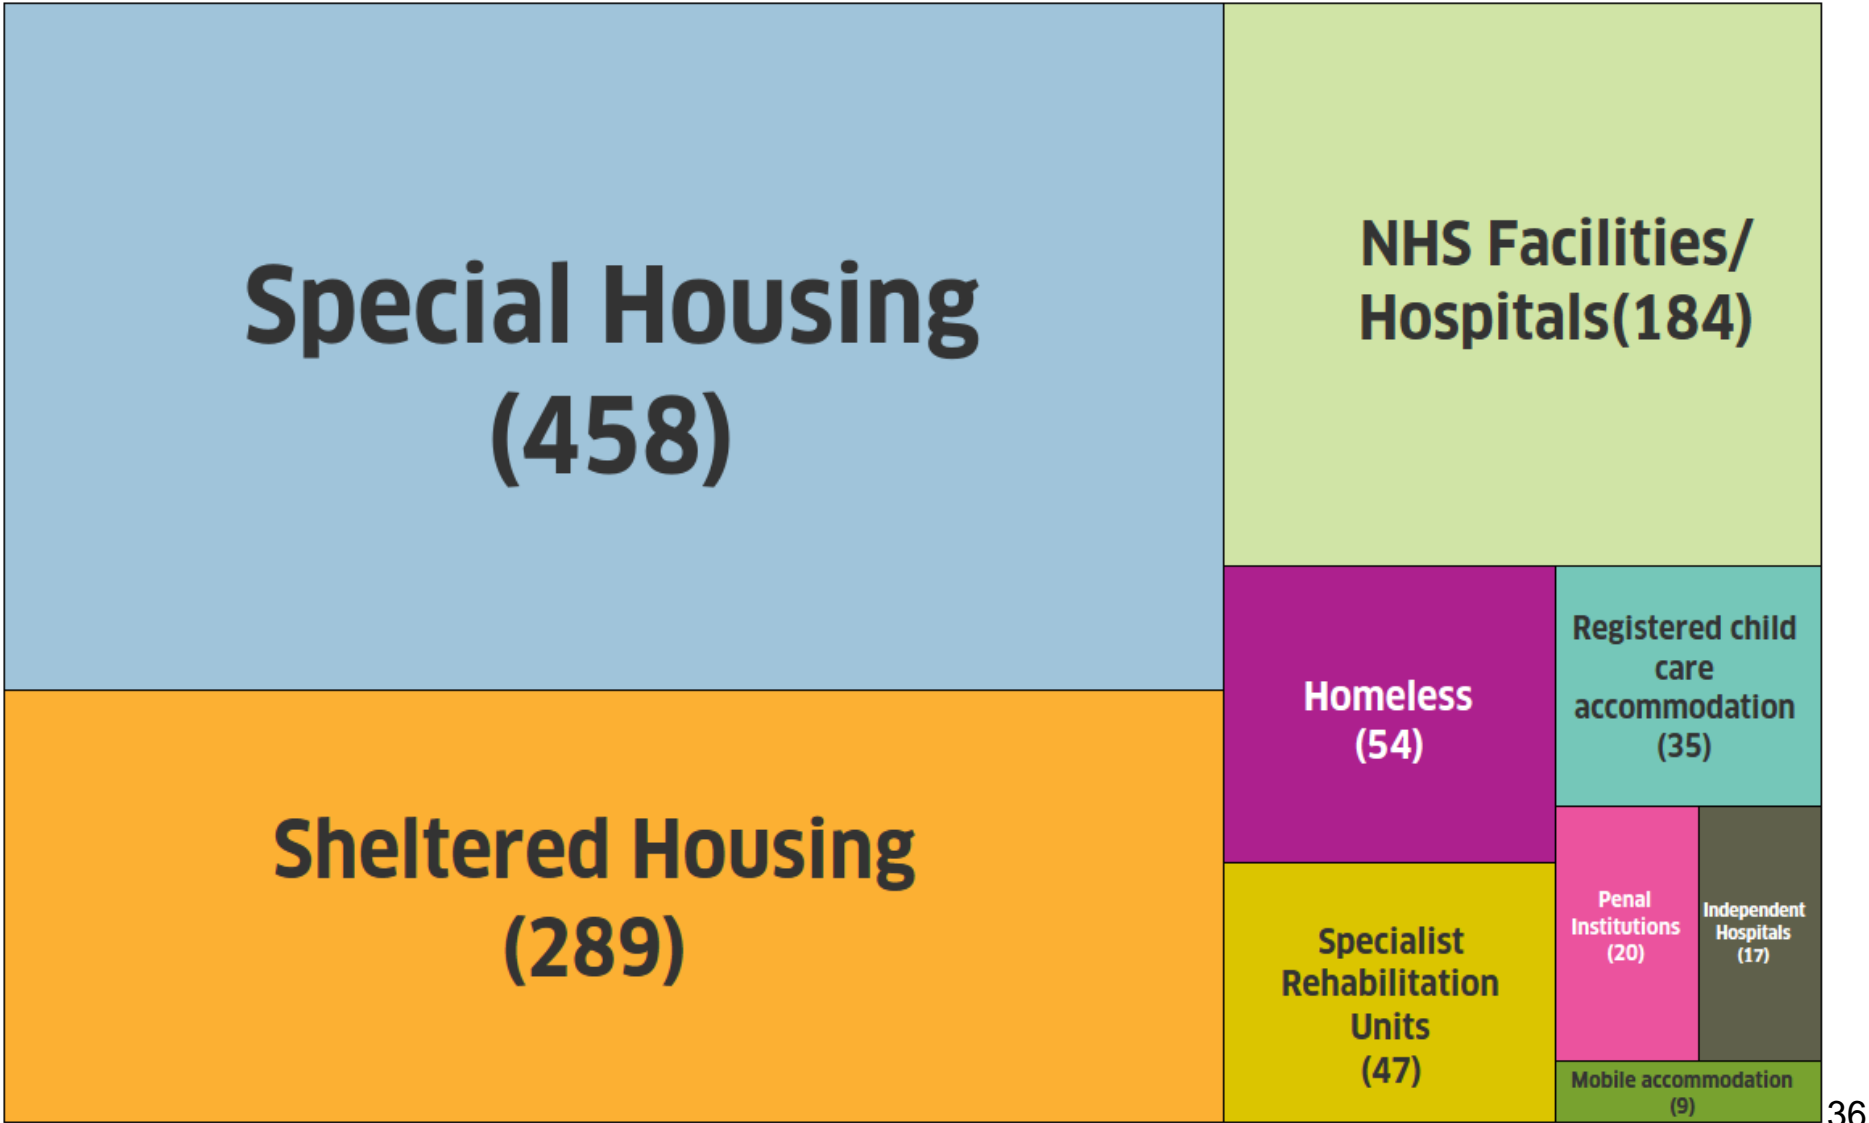 Special Housing
(458)
NHS Facilities/
Hospitals(184)
Sheltered Housing
(289)
Homeless
(54)
Registered child
care
accommodation
(35)
Specialist
Rehabilitation
Units
(47)
Penal
Institutions
(20)
Independent
Hospitals
(17)
Mobile accommodation
(9)
36